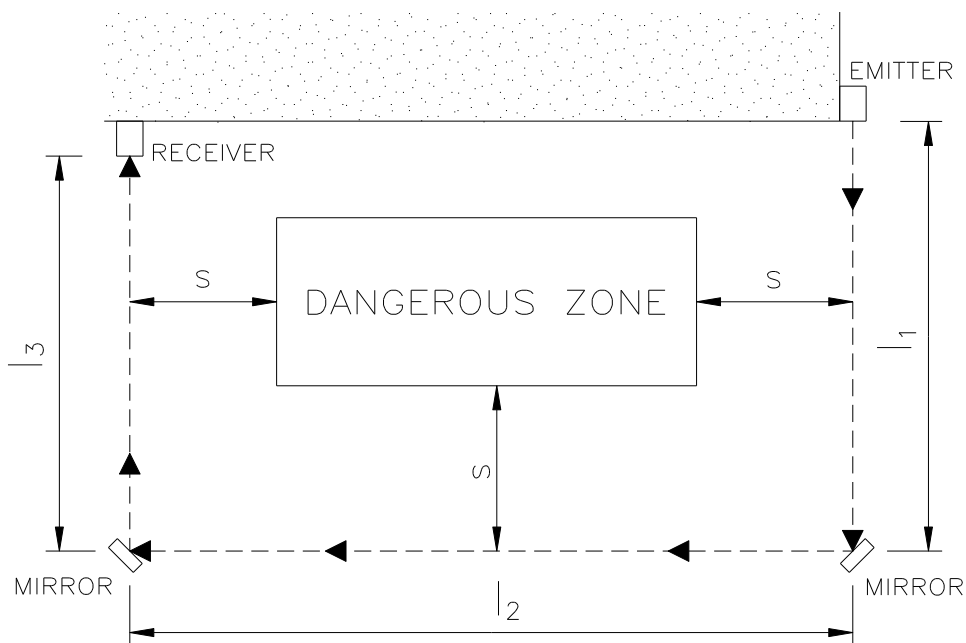 EMITTER
RECEIVER
S
S
DANGEROUS ZONE
l1
l3
S
MIRROR
MIRROR
l2